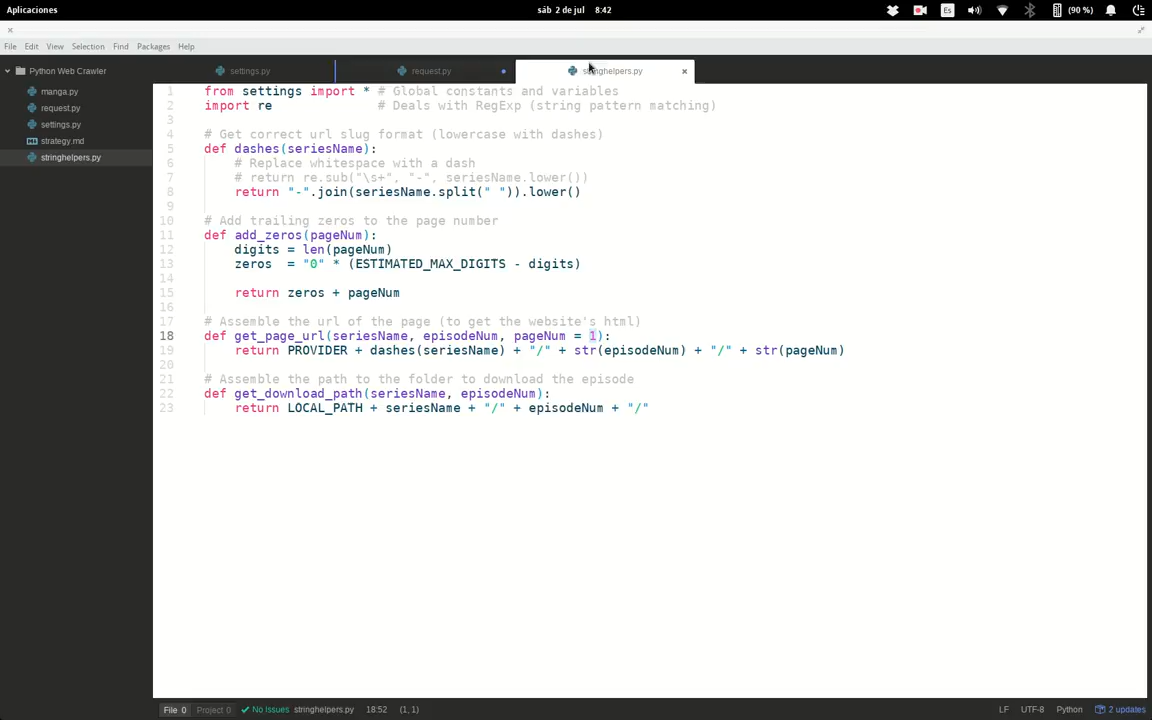 Aplicaciones
sáb 2 de jul 8:42
Es
(90 %)
File Edit View Selection Find Packages Help
Python Web Crawler
manga.py
request.py
settings.py
strategy.md
stringhelpers.py
settings.py
request.py
stringhelpers.py
1 from settings import * # Global constants and variables
2 import re # Deals with RegExp (string pattern matching)
3
4 # Get correct url slug format (lowercase with dashes)
5 def dashes(seriesName):
6 # Replace whitespace with a dash
7 # return re.sub("\s+", "-", seriesName.lower())
8 return "-".join(seriesName.split(" ")).lower()
9
10 # Add trailing zeros to the page number
11 def add_zeros(pageNum):
12 digits = len(pageNum)
13 zeros = "0" * (ESTIMATED_MAX_DIGITS - digits)
14
15 return zeros + pageNum
16
17 # Assemble the url of the page (to get the website's html)
18 def get_page_url(seriesName, episodeNum, pageNum = 1):
19 return PROVIDER + dashes(seriesName) + "/" + str(episodeNum) + "/" + str(pageNum)
20
21 # Assemble the path to the folder to download the episode
22 def get_download_path(seriesName, episodeNum):
23 return LOCAL_PATH + seriesName + "/" + episodeNum + "/"
File 0 Project 0 No Issues stringhelpers.py 18:52 (1, 1)
LF UTF-8 Python 2 updates